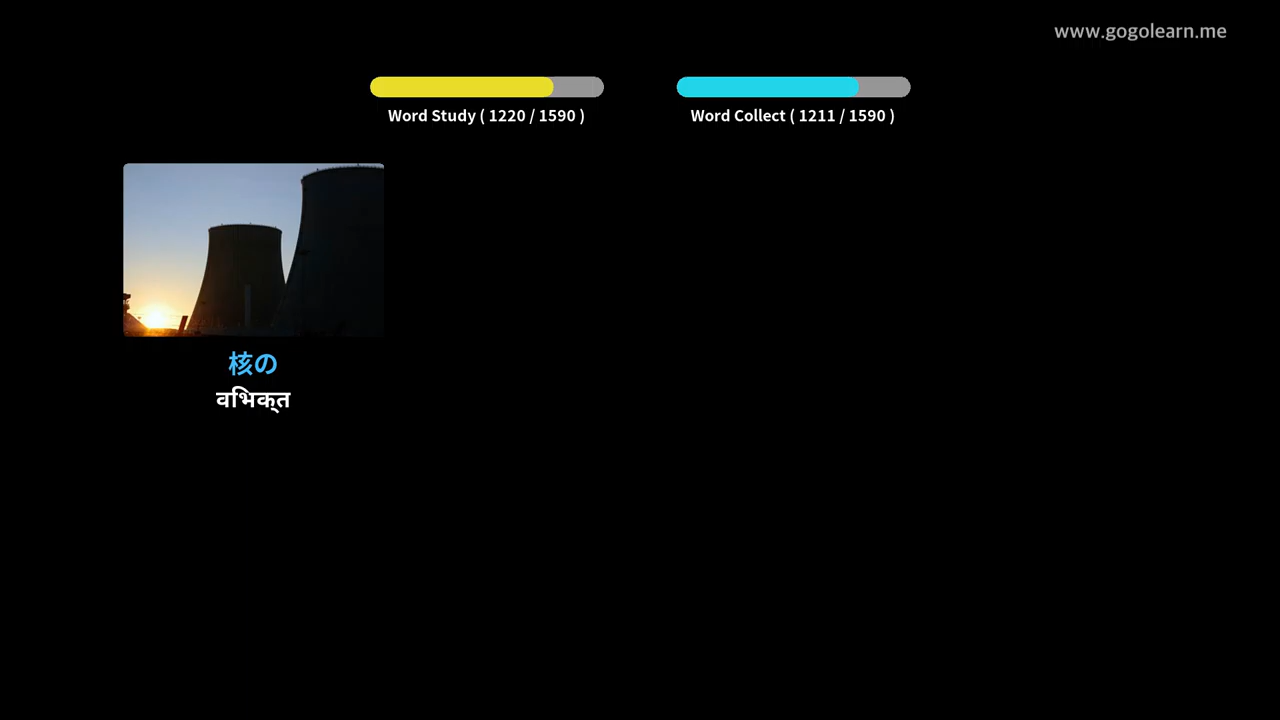 www.gogolearn.me
Word Study ( 1220 / 1590 )
Word Collect ( 1211 / 1590 )
核の
वभिक्त